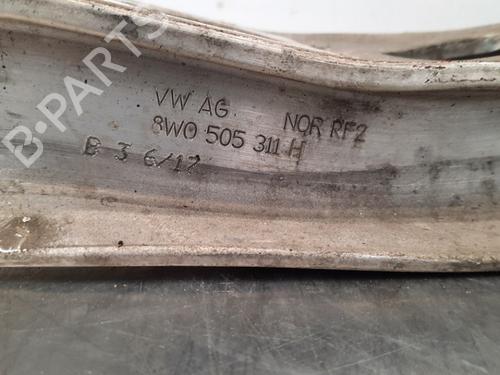 VW AG. NOR RF2
8W0 505 311 H
B 3 6/17
B-PARTS